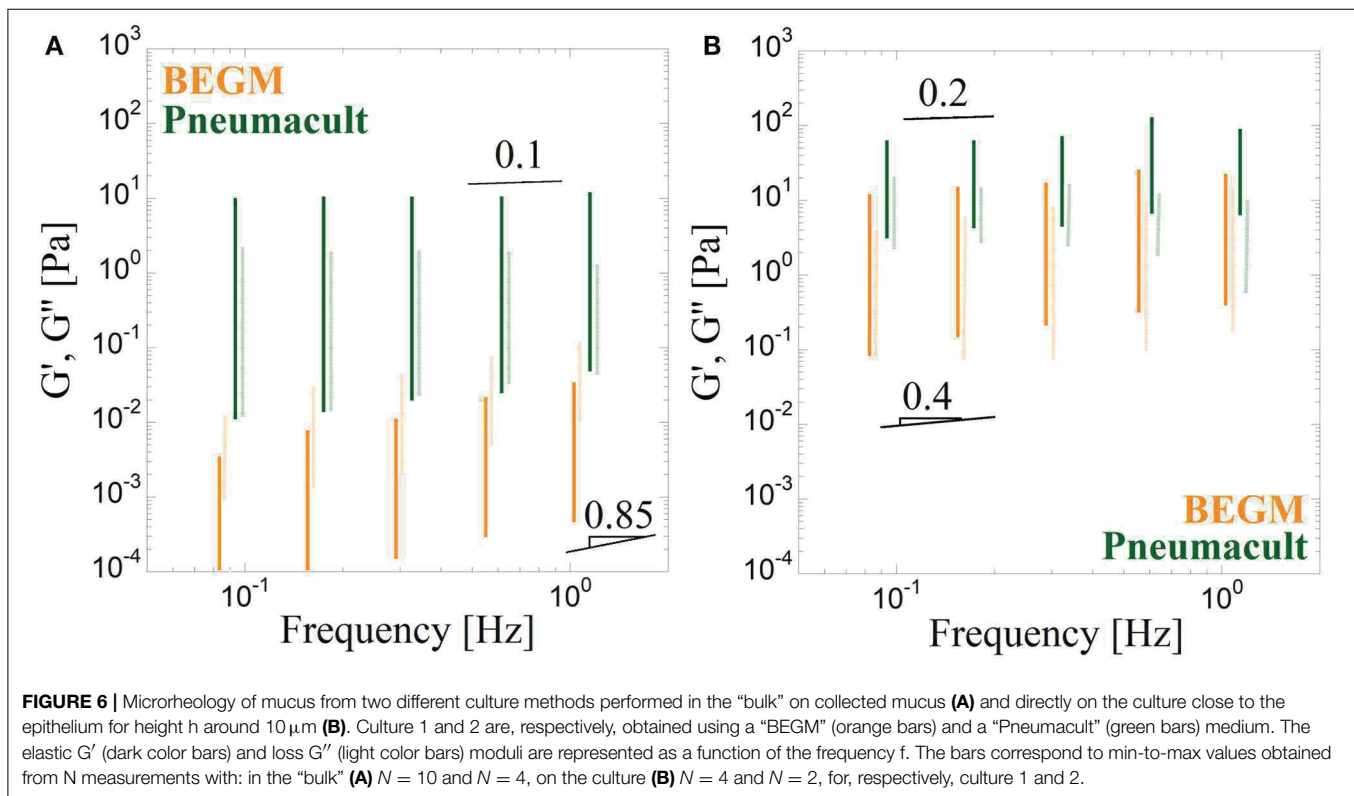 A
10^3
10^2
10^1
10^0
10^-1
10^-2
10^-3
10^-4
G', G" [Pa]
BEGM
Pneumacult
0.1
0.85
10^-1
10^0
Frequency [Hz]
B
10^3
10^2
10^1
10^0
10^-1
10^-2
10^-3
10^-4
G', G" [Pa]
0.2
0.4
BEGM
Pneumacult
10^-1
10^0
Frequency [Hz]
FIGURE 6 | Microrheology of mucus from two different culture methods performed in the “bulk” on collected mucus (A) and directly on the culture close to the
epithelium for height h around 10 μm (B). Culture 1 and 2 are, respectively, obtained using a “BEGM” (orange bars) and a “Pneumacult” (green bars) medium. The
elastic G′ (dark color bars) and loss G′′ (light color bars) moduli are represented as a function of the frequency f. The bars correspond to min-to-max values obtained
from N measurements with: in the “bulk” (A) N = 10 and N = 4, on the culture (B) N = 4 and N = 2, for, respectively, culture 1 and 2.